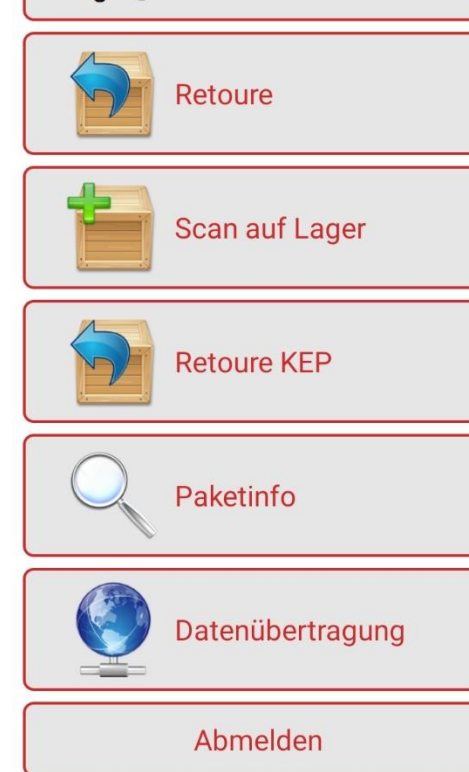 Retoure
Scan auf Lager
Retoure KEP
Paketinfo
Datenübertragung
Abmelden